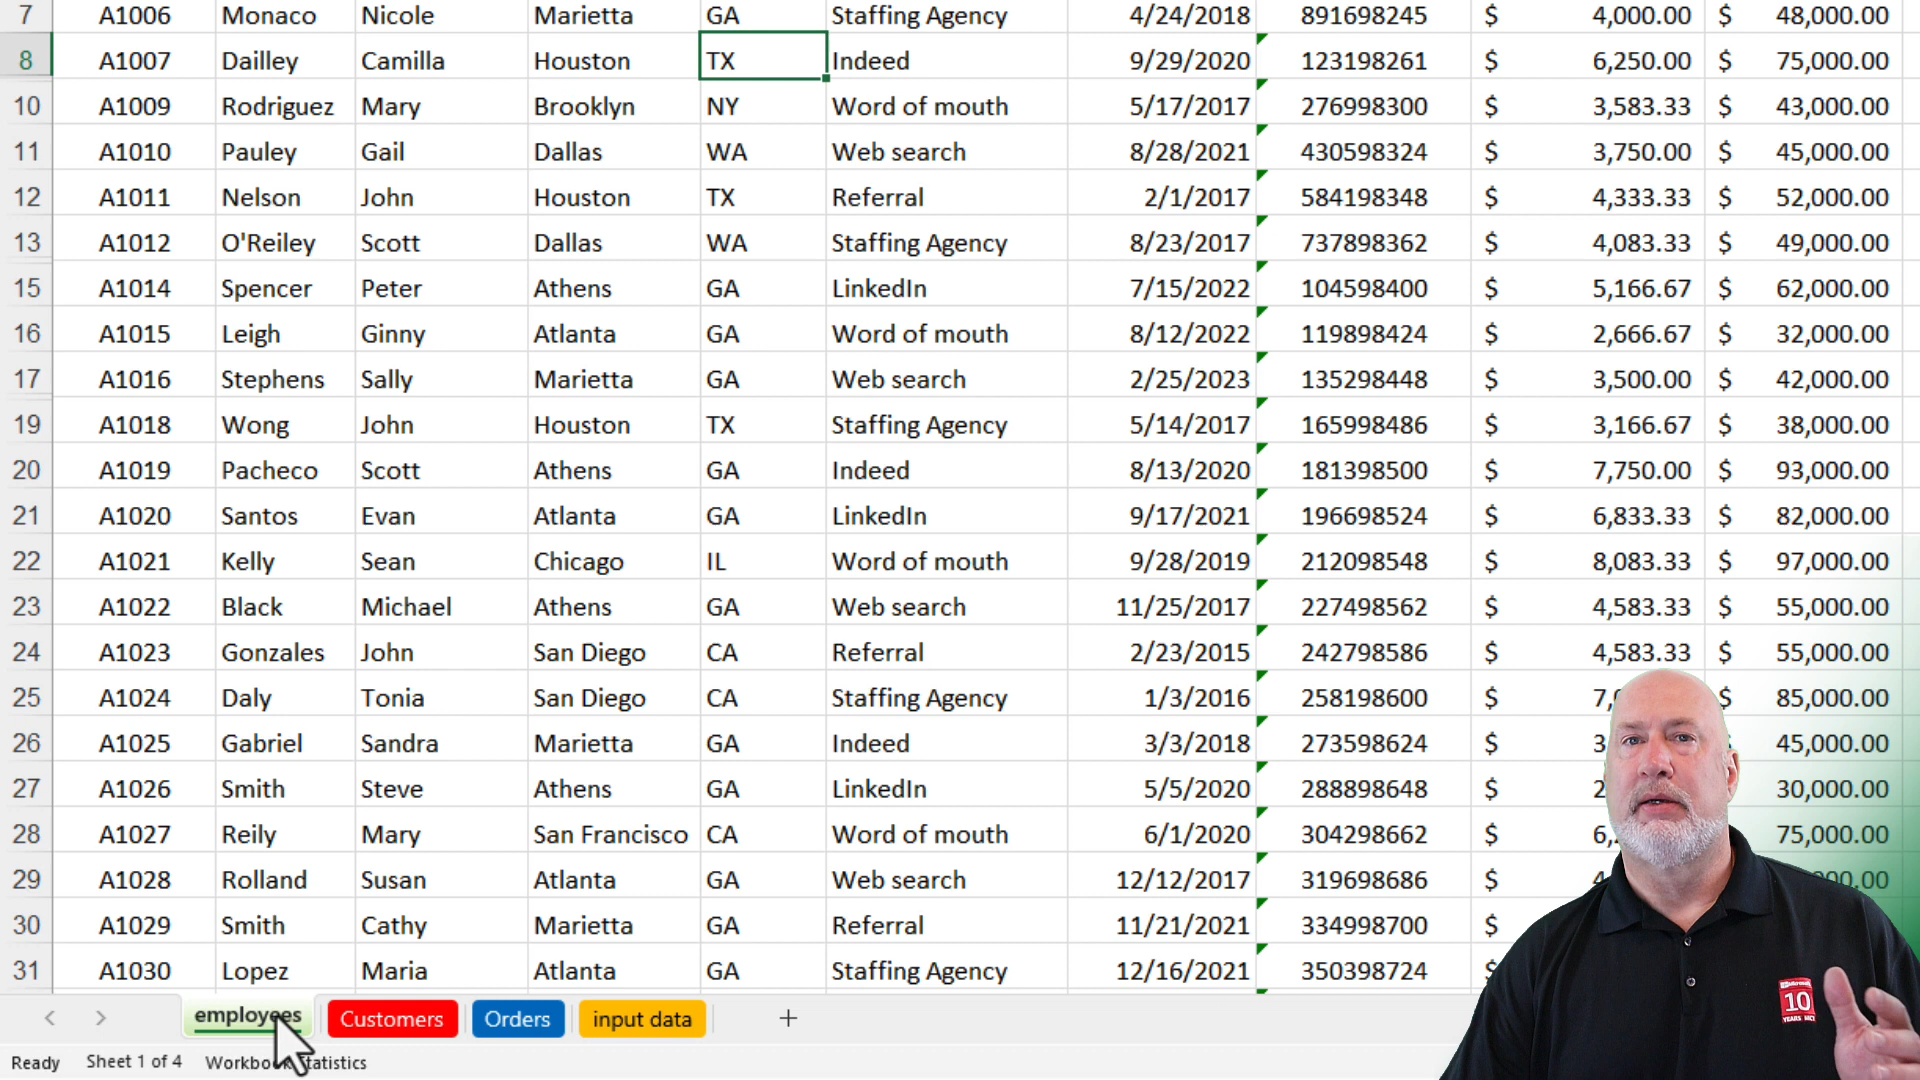 7 A1006 Monaco Nicole Marietta GA Staffing Agency 4/24/2018 891698245 $ 4,000.00 $ 48,000.00
8 A1007 Dailley Camilla Houston TX Indeed 9/29/2020 123198261 $ 6,250.00 $ 75,000.00
10 A1009 Rodriguez Mary Brooklyn NY Word of mouth 5/17/2017 276998300 $ 3,583.33 $ 43,000.00
11 A1010 Pauley Gail Dallas WA Web search 8/28/2021 430598324 $ 3,750.00 $ 45,000.00
12 A1011 Nelson John Houston TX Referral 2/1/2017 584198348 $ 4,333.33 $ 52,000.00
13 A1012 O'Reiley Scott Dallas WA Staffing Agency 8/23/2017 737898362 $ 4,083.33 $ 49,000.00
15 A1014 Spencer Peter Athens GA LinkedIn 7/15/2022 104598400 $ 5,166.67 $ 62,000.00
16 A1015 Leigh Ginny Atlanta GA Word of mouth 8/12/2022 119898424 $ 2,666.67 $ 32,000.00
17 A1016 Stephens Sally Marietta GA Web search 2/25/2023 135298448 $ 3,500.00 $ 42,000.00
19 A1018 Wong John Houston TX Staffing Agency 5/14/2017 165998486 $ 3,166.67 $ 38,000.00
20 A1019 Pacheco Scott Athens GA Indeed 8/13/2020 181398500 $ 7,750.00 $ 93,000.00
21 A1020 Santos Evan Atlanta GA LinkedIn 9/17/2021 196698524 $ 6,833.33 $ 82,000.00
22 A1021 Kelly Sean Chicago IL Word of mouth 9/28/2019 212098548 $ 8,083.33 $ 97,000.00
23 A1022 Black Michael Athens GA Web search 11/25/2017 227498562 $ 4,583.33 $ 55,000.00
24 A1023 Gonzales John San Diego CA Referral 2/23/2015 242798586 $ 4,583.33 $ 55,000.00
25 A1024 Daly Tonia San Diego CA Staffing Agency 1/3/2016 258198600 $ $ 85,000.00
26 A1025 Gabriel Sandra Marietta GA Indeed 3/3/2018 273598624 $ 45,000.00
27 A1026 Smith Steve Athens GA LinkedIn 5/5/2020 288898648 $ 30,000.00
28 A1027 Reily Mary San Francisco CA Word of mouth 6/1/2020 304298662 $ 75,000.00
29 A1028 Rolland Susan Atlanta GA Web search 12/12/2017 319698686 $
30 A1029 Smith Cathy Marietta GA Referral 11/21/2021 334998700 $
31 A1030 Lopez Maria Atlanta GA Staffing Agency 12/16/2021 350398724
employees Customers Orders input data +
Ready Sheet 1 of 4 Workbook Statistics
Microsoft
10
YEARS MCT